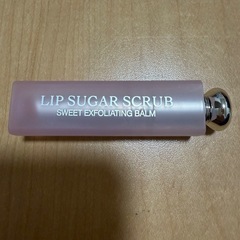 LIP SUGAR SCRUB
SWEET EXFOLIATING BALM